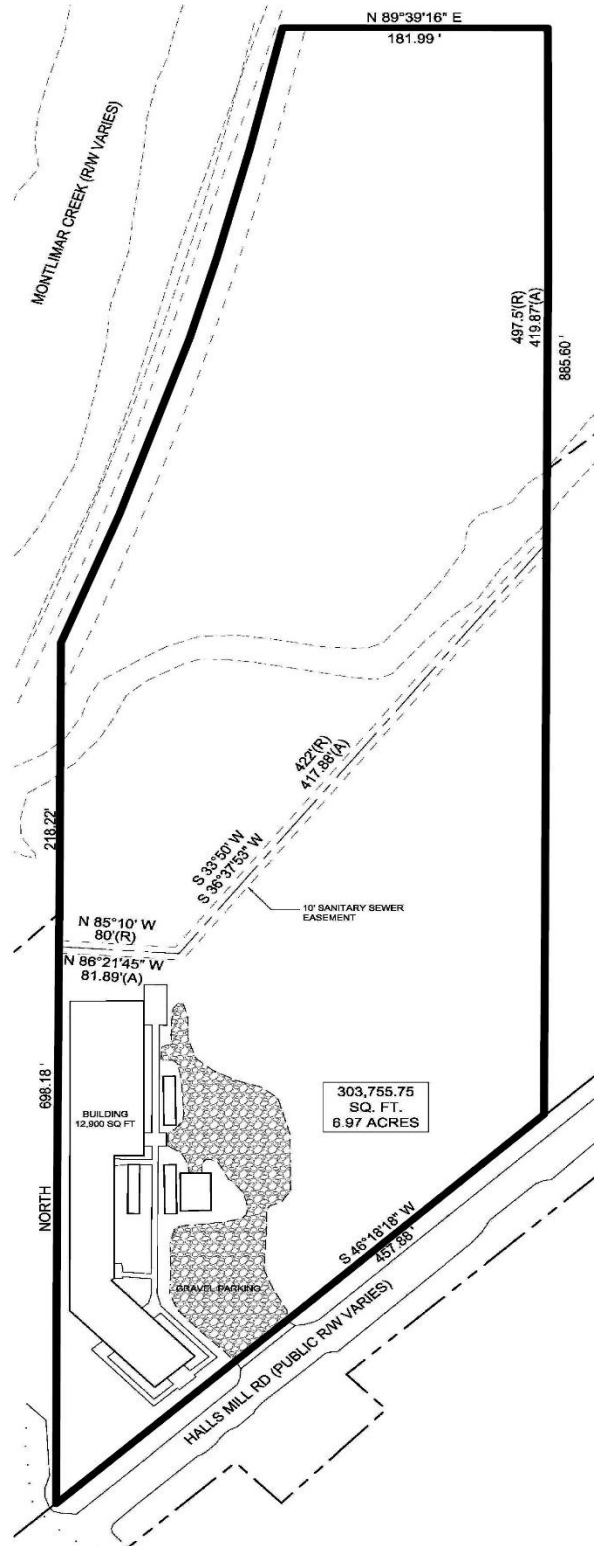 N 89°39'16" E
181.99 '
MONTLIMAR CREEK (R/W VARIES)
497.5'(R)
419.87'(A)
885.60 '
422'(R)
417.88'(A)
S 33°50' W
S 36°37'53" W
218.22'
10' SANITARY SEWER
EASEMENT
N 85°10' W
80'(R)
N 86°21'45" W
81.89'(A)
303,755.75
SQ. FT.
6.97 ACRES
BUILDING
12,900 SQ FT
698.18 '
NORTH
GRAVEL PARKING
S 46°18'18" W
457.88 '
HALLS MILL RD (PUBLIC R/W VARIES)